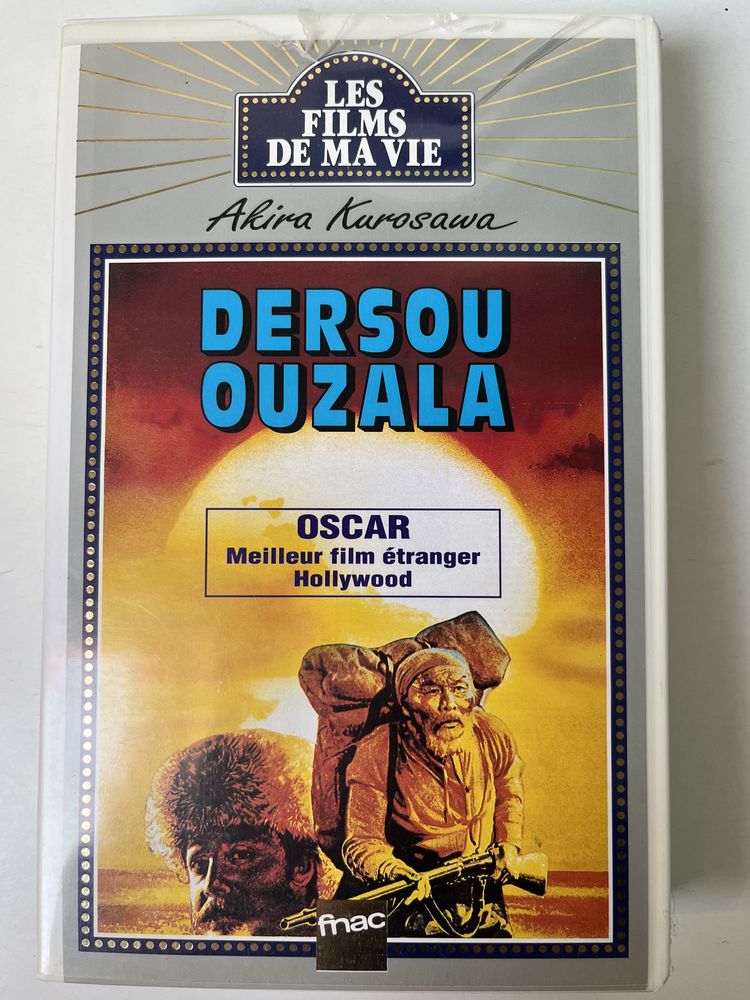 LES
FILMS
DE MA VIE
Akira Kurosawa
DERSOU
OUZALA
OSCAR
Meilleur film étranger
Hollywood
fnac